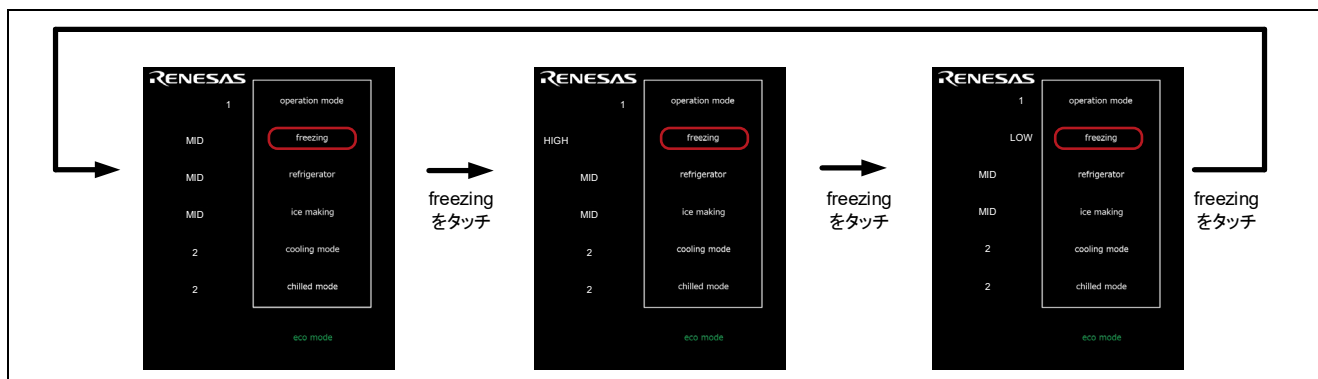 RENESAS
1 operation mode
MID freezing
MID refrigerator
MID ice making
2 cooling mode
2 chilled mode
eco mode
freezing
をタッチ
RENESAS
1 operation mode
HIGH freezing
MID refrigerator
MID ice making
2 cooling mode
2 chilled mode
eco mode
freezing
をタッチ
RENESAS
1 operation mode
LOW freezing
MID refrigerator
MID ice making
2 cooling mode
2 chilled mode
eco mode
freezing
をタッチ